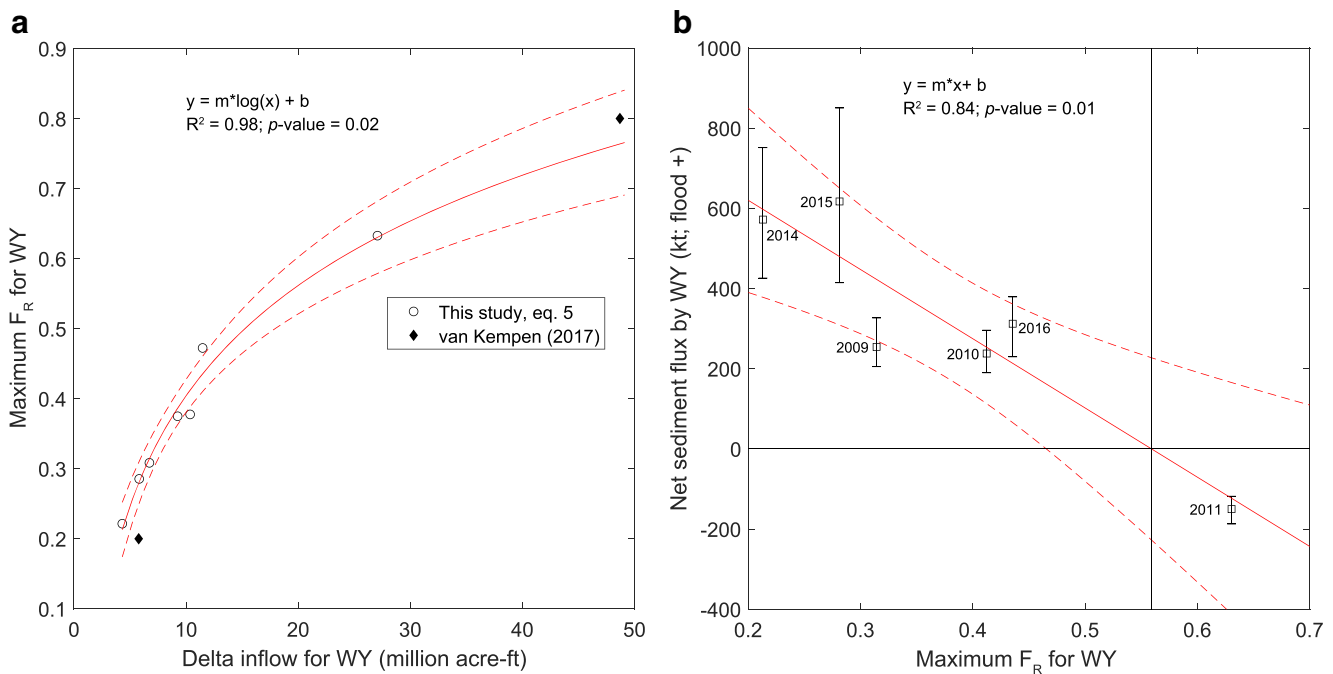 a
0.9
0.8
0.7
0.6
0.5
0.4
0.3
0.2
0.1
0
10
20
30
40
50
Maximum F_R for WY
Delta inflow for WY (million acre-ft)
y = m*log(x) + b
R² = 0.98; p-value = 0.02
This study, eq. 5
van Kempen (2017)
b
1000
800
600
400
200
0
-200
-400
0.2
0.3
0.4
0.5
0.6
0.7
Net sediment flux by WY (kt; flood +)
Maximum F_R for WY
y = m*x+ b
R² = 0.84; p-value = 0.01
2014
2015
2009
2010
2016
2011